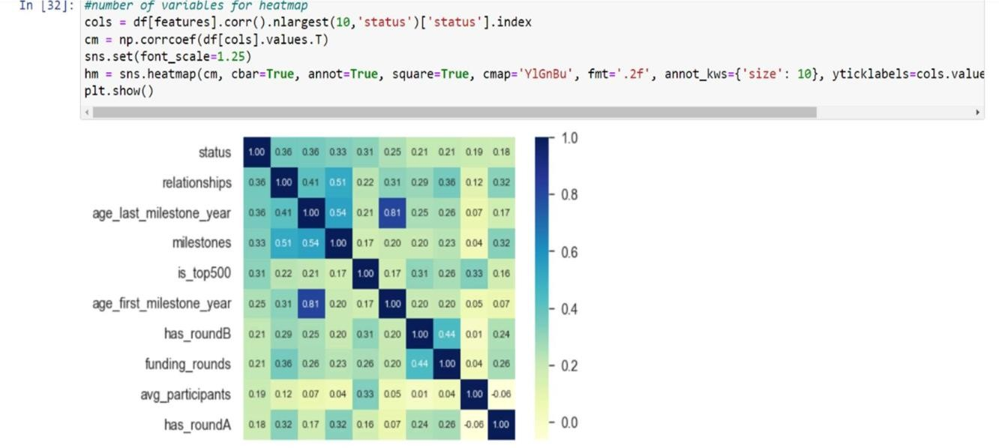 In [32]: #number of variables for heatmap
cols = df[features].corr().nlargest(10,'status')['status'].index
cm = np.corrcoef(df[cols].values.T)
sns.set(font_scale=1.25)
hm = sns.heatmap(cm, cbar=True, annot=True, square=True, cmap='YlGnBu', fmt='.2f', annot_kws={'size': 10}, yticklabels=cols.value
plt.show()
status 1.00 0.36 0.36 0.33 0.31 0.25 0.21 0.21 0.19 0.18
relationships 0.36 1.00 0.41 0.51 0.22 0.31 0.29 0.36 0.12 0.32
age_last_milestone_year 0.36 0.41 1.00 0.54 0.21 0.81 0.25 0.26 0.07 0.17
milestones 0.33 0.51 0.54 1.00 0.17 0.20 0.20 0.23 0.04 0.32
is_top500 0.31 0.22 0.21 0.17 1.00 0.17 0.31 0.26 0.33 0.16
age_first_milestone_year 0.25 0.31 0.81 0.20 0.17 1.00 0.20 0.20 0.05 0.07
has_roundB 0.21 0.29 0.25 0.20 0.31 0.20 1.00 0.44 0.01 0.24
funding_rounds 0.21 0.36 0.26 0.23 0.26 0.20 0.44 1.00 0.04 0.26
avg_participants 0.19 0.12 0.07 0.04 0.33 0.05 0.01 0.04 1.00 -0.06
has_roundA 0.18 0.32 0.17 0.32 0.16 0.07 0.24 0.26 -0.06 1.00
1.0
0.8
0.6
0.4
0.2
0.0